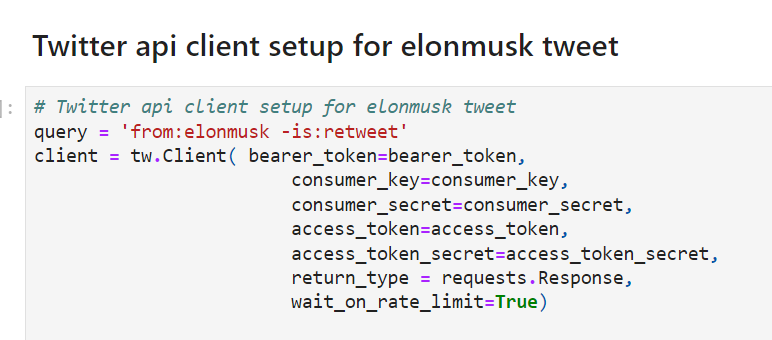 Twitter api client setup for elonmusk tweet
]:
# Twitter api client setup for elonmusk tweet
query = 'from:elonmusk -is:retweet'
client = tw.Client( bearer_token=bearer_token,
consumer_key=consumer_key,
consumer_secret=consumer_secret,
access_token=access_token,
access_token_secret=access_token_secret,
return_type = requests.Response,
wait_on_rate_limit=True)